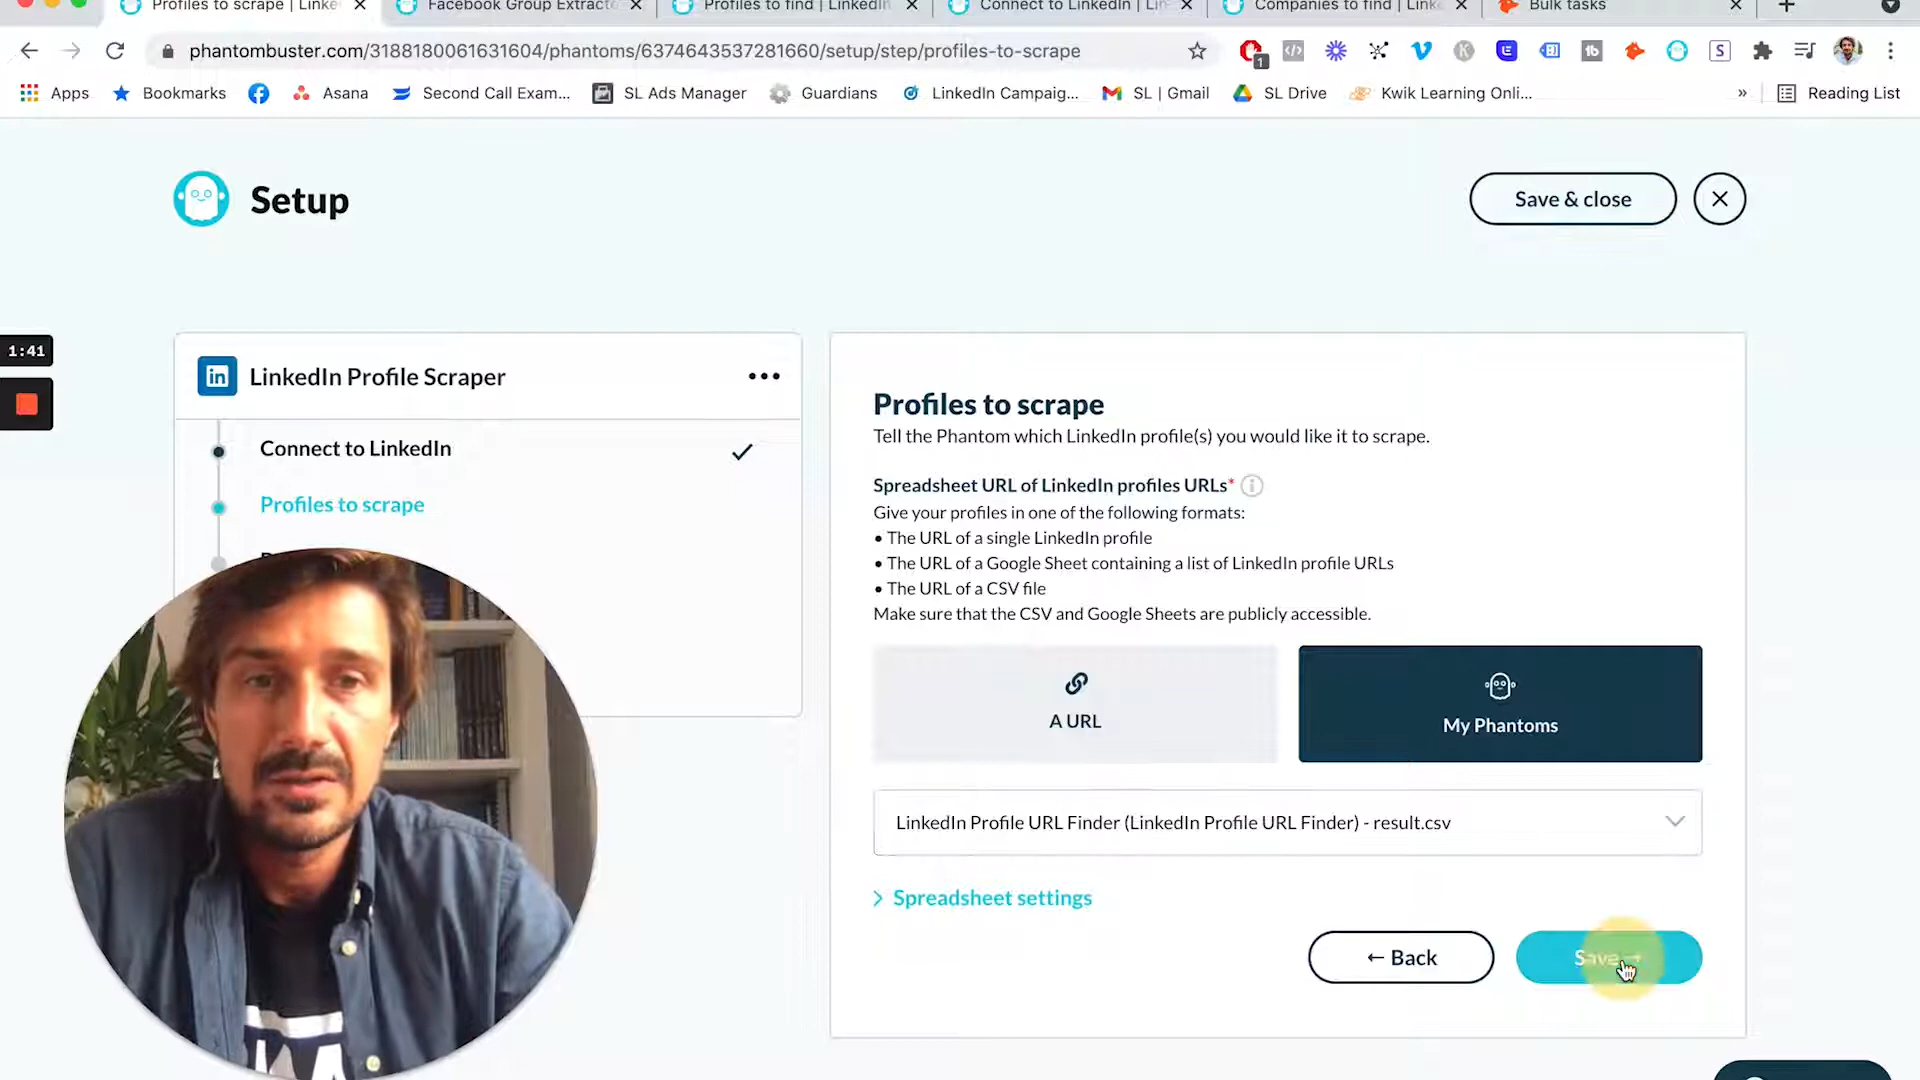 Profiles to scrape | Linke
Facebook Group Extracto
Profiles to find | LinkedIn
Connect to LinkedIn | Lin
Companies to find | Link
Bulk tasks
phantombuster.com/3188180061631604/phantoms/6374643537281660/setup/step/profiles-to-scrape
1
Apps
Bookmarks
Asana
Second Call Exam...
SL Ads Manager
Guardians
LinkedIn Campaig...
SL | Gmail
SL Drive
Kwik Learning Onli...
»
Reading List
Setup
Save & close
1:41
in
LinkedIn Profile Scraper
Connect to LinkedIn
Profiles to scrape
Profiles to scrape
Tell the Phantom which LinkedIn profile(s) you would like it to scrape.
Spreadsheet URL of LinkedIn profiles URLs*
Give your profiles in one of the following formats:
• The URL of a single LinkedIn profile
• The URL of a Google Sheet containing a list of LinkedIn profile URLs
• The URL of a CSV file
Make sure that the CSV and Google Sheets are publicly accessible.
A URL
My Phantoms
LinkedIn Profile URL Finder (LinkedIn Profile URL Finder) - result.csv
Spreadsheet settings
← Back
Save →